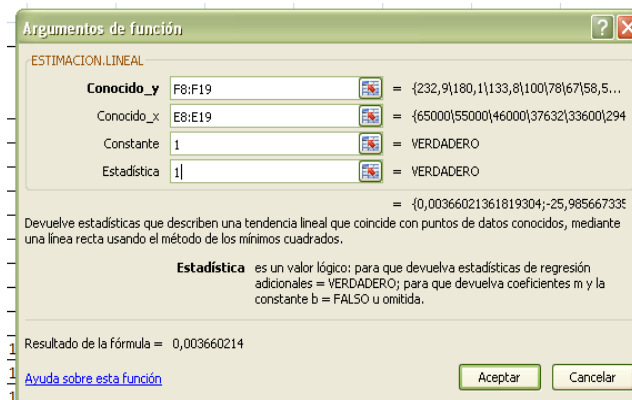 Argumentos de función
ESTIMACION.LINEAL
Conocido_y F8:F19 = {232,9\180,1\133,8\100\78\67\58,5...
Conocido_x E8:E19 = {65000\55000\46000\37632\33600\294
Constante 1 = VERDADERO
Estadística 1 = VERDADERO
= {0,00366021361819304;-25,985667335
Devuelve estadísticas que describen una tendencia lineal que coincide con puntos de datos conocidos, mediante
una línea recta usando el método de los mínimos cuadrados.
Estadística es un valor lógico: para que devuelva estadísticas de regresión
adicionales = VERDADERO; para que devuelva coeficientes m y la
constante b = FALSO u omitida.
Resultado de la fórmula = 0,003660214
Ayuda sobre esta función
Aceptar Cancelar